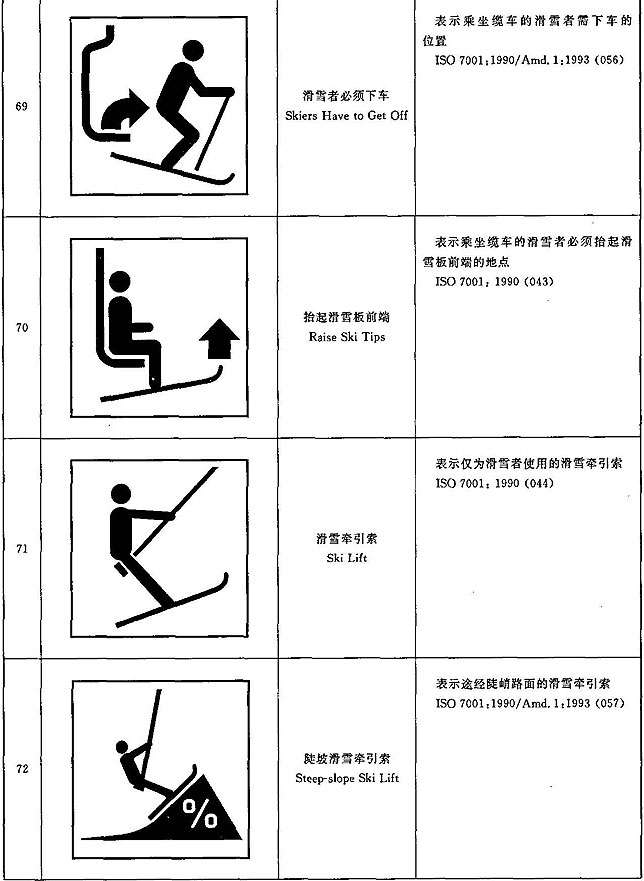 69
滑雪者必须下车
Skiers Have to Get Off
表示乘坐缆车的滑雪者需下车的
位置
ISO 7001:1990/Amd.1:1993 (056)
70
抬起滑雪板前端
Raise Ski Tips
表示乘坐缆车的滑雪者必须抬起滑
雪板前端的地点
ISO 7001: 1990 (043)
71
滑雪牵引索
Ski Lift
表示仅为滑雪者使用的滑雪牵引索
ISO 7001: 1990 (044)
72
%
陡坡滑雪牵引索
Steep-slope Ski Lift
表示途经陡峭路面的滑雪牵引索
ISO 7001:1990/Amd.1:1993 (057)